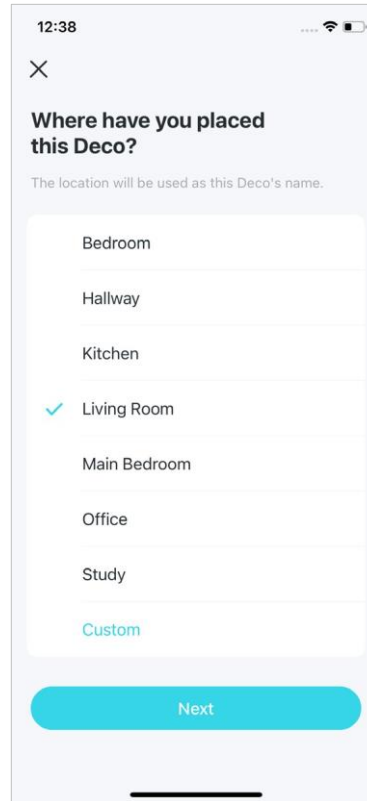 12:38
Where have you placed
this Deco?
The location will be used as this Deco's name.
Bedroom
Hallway
Kitchen
Living Room
Main Bedroom
Office
Study
Custom
Next